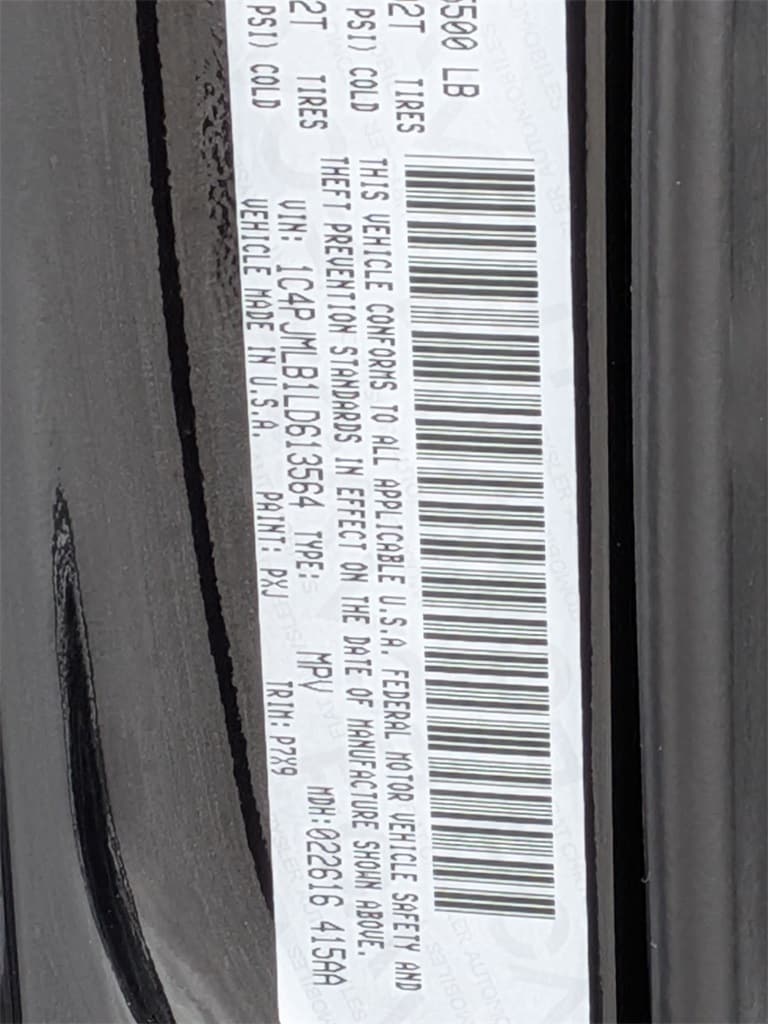 5500 LB
02T TIRES
PSI) COLD
2T TIRES
PSI) COLD
THIS VEHICLE CONFORMS TO ALL APPLICABLE U.S.A. FEDERAL MOTOR VEHICLE SAFETY AND
THEFT PREVENTION STANDARDS IN EFFECT ON THE DATE OF MANUFACTURE SHOWN ABOVE.
VIN: 1C4PJMLB1LD613564 TYPE: MPV MDH:022616 415AA
VEHICLE MADE IN U.S.A. PAINT: PXJ TRIM: P7X9